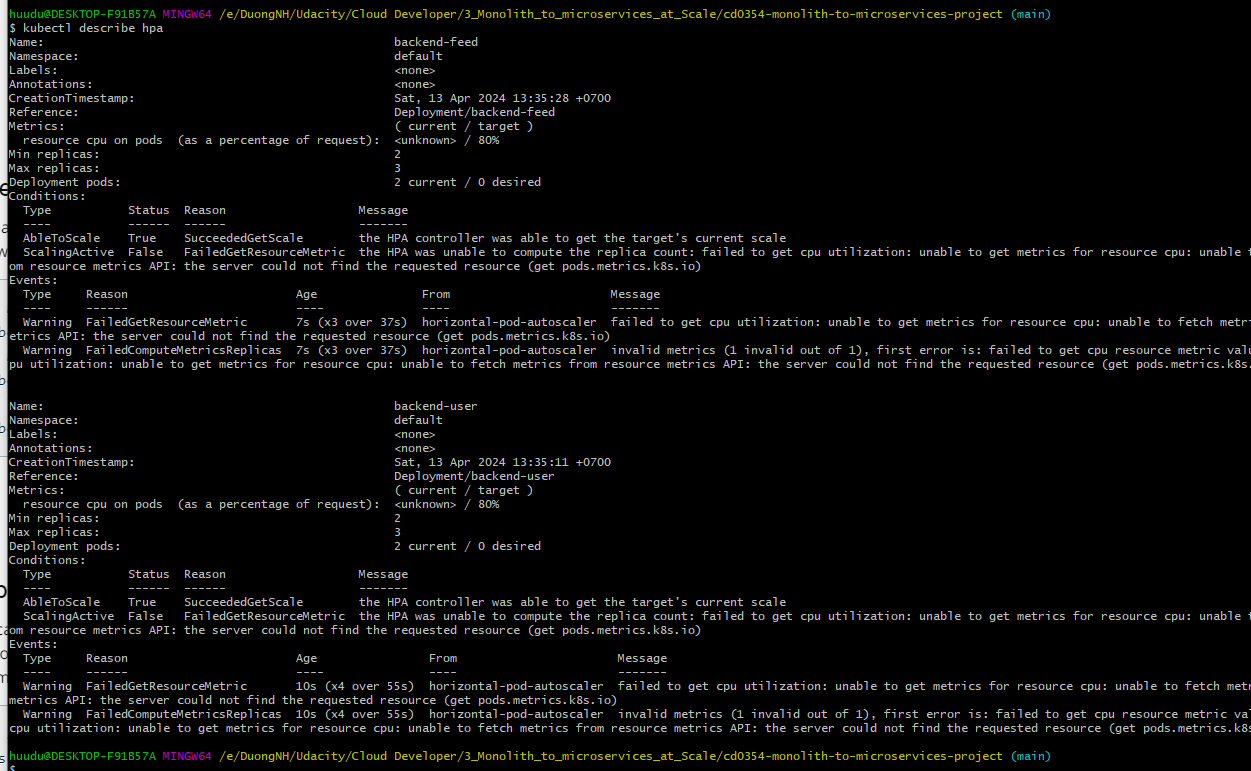 huudu@DESKTOP-F91B57A MINGW64 /e/DuongNH/Udacity/Cloud Developer/3_Monolith_to_microservices_at_Scale/cd0354-monolith-to-microservices-project (main)
$ kubectl describe hpa
Name: backend-feed
Namespace: default
Labels: <none>
Annotations: <none>
CreationTimestamp: Sat, 13 Apr 2024 13:35:28 +0700
Reference: Deployment/backend-feed
Metrics: ( current / target )
resource cpu on pods (as a percentage of request): <unknown> / 80%
Min replicas: 2
Max replicas: 3
Deployment pods: 2 current / 0 desired
Conditions:
Type Status Reason Message
---- ------ ------ -------
AbleToScale True SucceededGetScale the HPA controller was able to get the target's current scale
ScalingActive False FailedGetResourceMetric the HPA was unable to compute the replica count: failed to get cpu utilization: unable to get metrics for resource cpu: unable t
om resource metrics API: the server could not find the requested resource (get pods.metrics.k8s.io)
Events:
Type Reason Age From Message
---- ------ ---- ---- -------
Warning FailedGetResourceMetric 7s (x3 over 37s) horizontal-pod-autoscaler failed to get cpu utilization: unable to get metrics for resource cpu: unable to fetch metri
etrics API: the server could not find the requested resource (get pods.metrics.k8s.io)
Warning FailedComputeMetricsReplicas 7s (x3 over 37s) horizontal-pod-autoscaler invalid metrics (1 invalid out of 1), first error is: failed to get cpu resource metric valu
pu utilization: unable to get metrics for resource cpu: unable to fetch metrics from resource metrics API: the server could not find the requested resource (get pods.metrics.k8s.
Name: backend-user
Namespace: default
Labels: <none>
Annotations: <none>
CreationTimestamp: Sat, 13 Apr 2024 13:35:11 +0700
Reference: Deployment/backend-user
Metrics: ( current / target )
resource cpu on pods (as a percentage of request): <unknown> / 80%
Min replicas: 2
Max replicas: 3
Deployment pods: 2 current / 0 desired
Conditions:
Type Status Reason Message
---- ------ ------ -------
AbleToScale True SucceededGetScale the HPA controller was able to get the target's current scale
ScalingActive False FailedGetResourceMetric the HPA was unable to compute the replica count: failed to get cpu utilization: unable to get metrics for resource cpu: unable t
om resource metrics API: the server could not find the requested resource (get pods.metrics.k8s.io)
Events:
Type Reason Age From Message
---- ------ ---- ---- -------
Warning FailedGetResourceMetric 10s (x4 over 55s) horizontal-pod-autoscaler failed to get cpu utilization: unable to get metrics for resource cpu: unable to fetch metr
metrics API: the server could not find the requested resource (get pods.metrics.k8s.io)
Warning FailedComputeMetricsReplicas 10s (x4 over 55s) horizontal-pod-autoscaler invalid metrics (1 invalid out of 1), first error is: failed to get cpu resource metric val
cpu utilization: unable to get metrics for resource cpu: unable to fetch metrics from resource metrics API: the server could not find the requested resource (get pods.metrics.k8s
huudu@DESKTOP-F91B57A MINGW64 /e/DuongNH/Udacity/Cloud Developer/3_Monolith_to_microservices_at_Scale/cd0354-monolith-to-microservices-project (main)
$